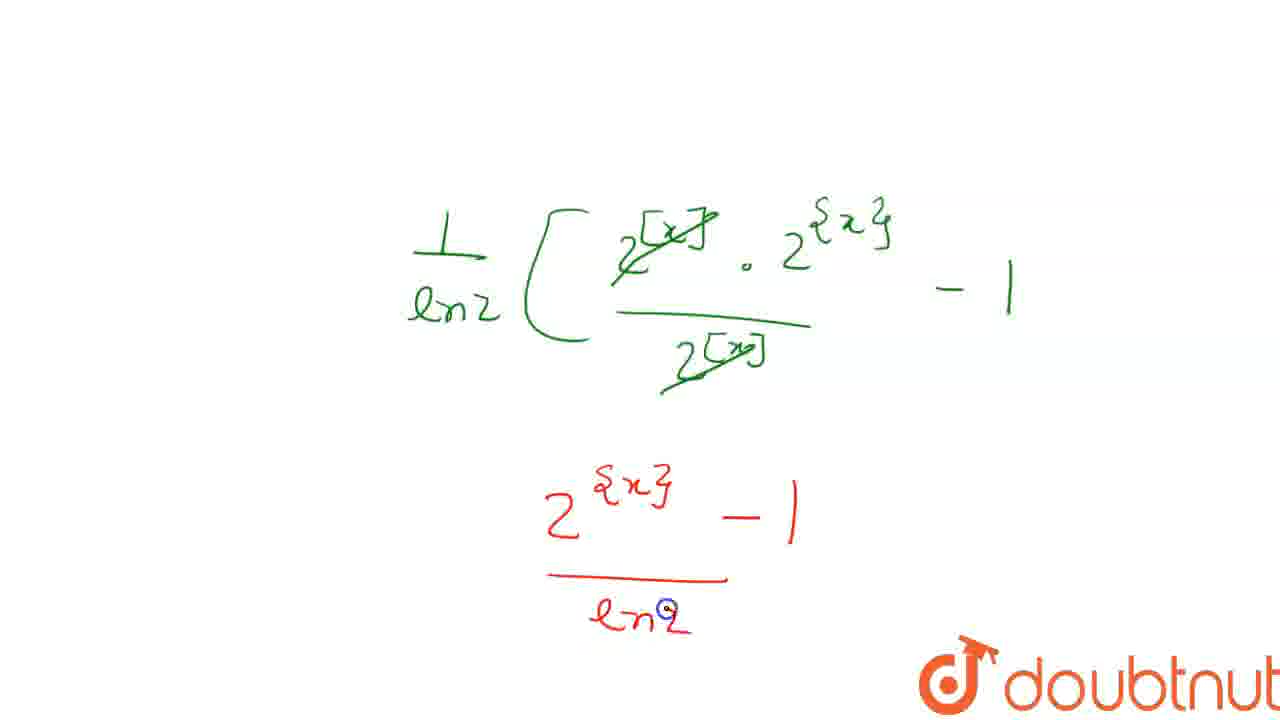 1/ln2 ( 2^[x] · 2^{x} / 2^[x] - 1
2^{x} - 1
ln2
doubtnut